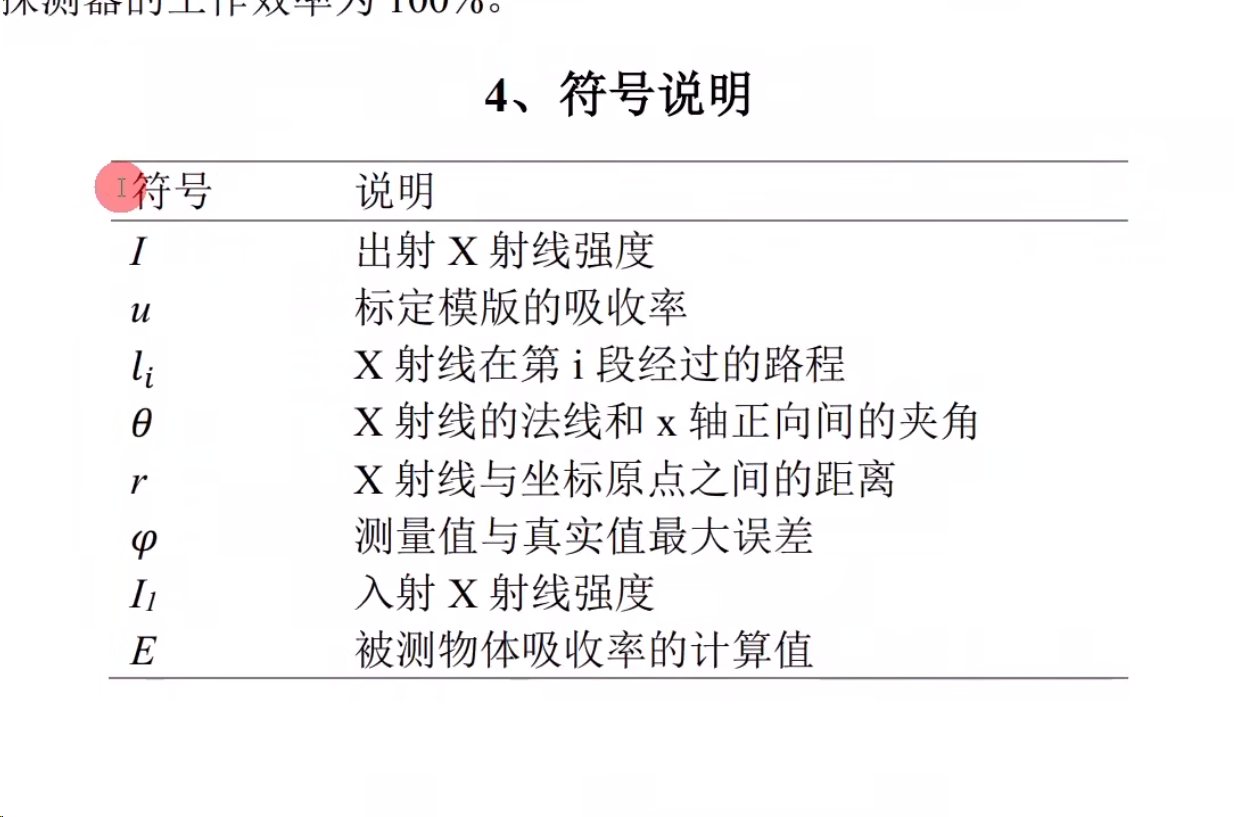 探测器的工作效率为 100%。
4、符号说明
符号 说明
I 出射 X 射线强度
u 标定模版的吸收率
l_i X 射线在第 i 段经过的路程
θ X 射线的法线和 x 轴正向间的夹角
r X 射线与坐标原点之间的距离
φ 测量值与真实值最大误差
I_1 入射 X 射线强度
E 被测物体吸收率的计算值